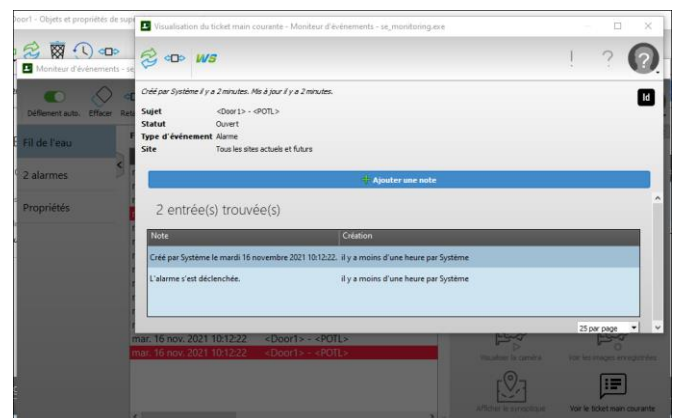 Door1 - Objets et propriétés de supe
Visualisation du ticket main courante - Moniteur d'évènements - se_monitoring.exe
Moniteur d'évènements - se
WS
Créé par Système il y a 2 minutes. Mis à jour il y a 2 minutes.
Id
Défilement auto.
Effacer
Sujet <Door1> - <POTL>
Statut Ouvert
Type d'événement Alarme
Site Tous les sites actuels et futurs
Fil de l'eau
2 alarmes
Propriétés
Ajouter une note
2 entrée(s) trouvée(s)
Note Création
Créé par Système le mardi 16 novembre 2021 10:12:22. il y a moins d'une heure par Système
L'alarme s'est déclenchée. il y a moins d'une heure par Système
25 par page
mar. 16 nov. 2021 10:12:22 <Door1> - <POTL>
mar. 16 nov. 2021 10:12:22 <Door1> - <POTL>
Visualiser la caméra
Voir les images enregistrées
Afficher le synoptique
Voir le ticket main courante